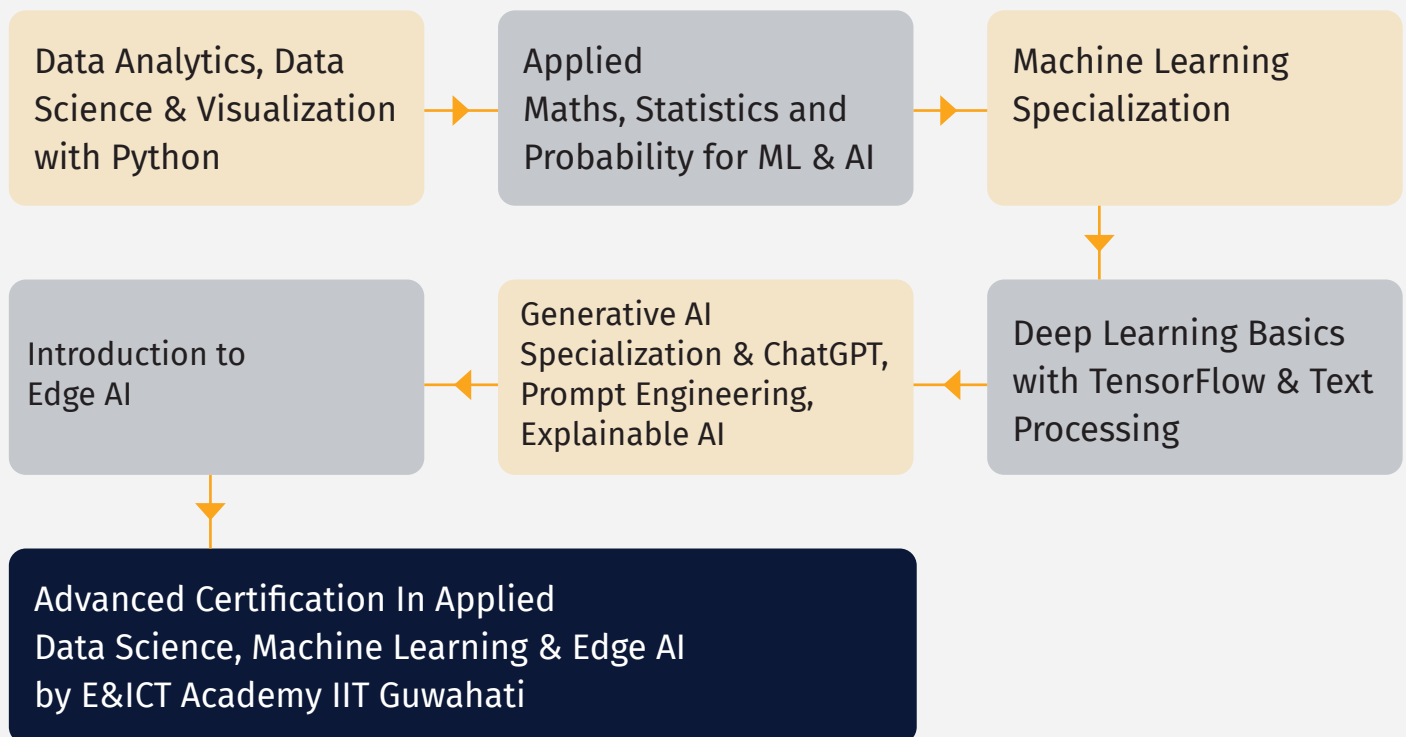 Data Analytics, Data
Science & Visualization
with Python
Applied
Maths, Statistics and
Probability for ML & AI
Machine Learning
Specialization
Deep Learning Basics
with TensorFlow & Text
Processing
Generative AI
Specialization & ChatGPT,
Prompt Engineering,
Explainable AI
Introduction to
Edge AI
Advanced Certification In Applied
Data Science, Machine Learning & Edge AI
by E&ICT Academy IIT Guwahati